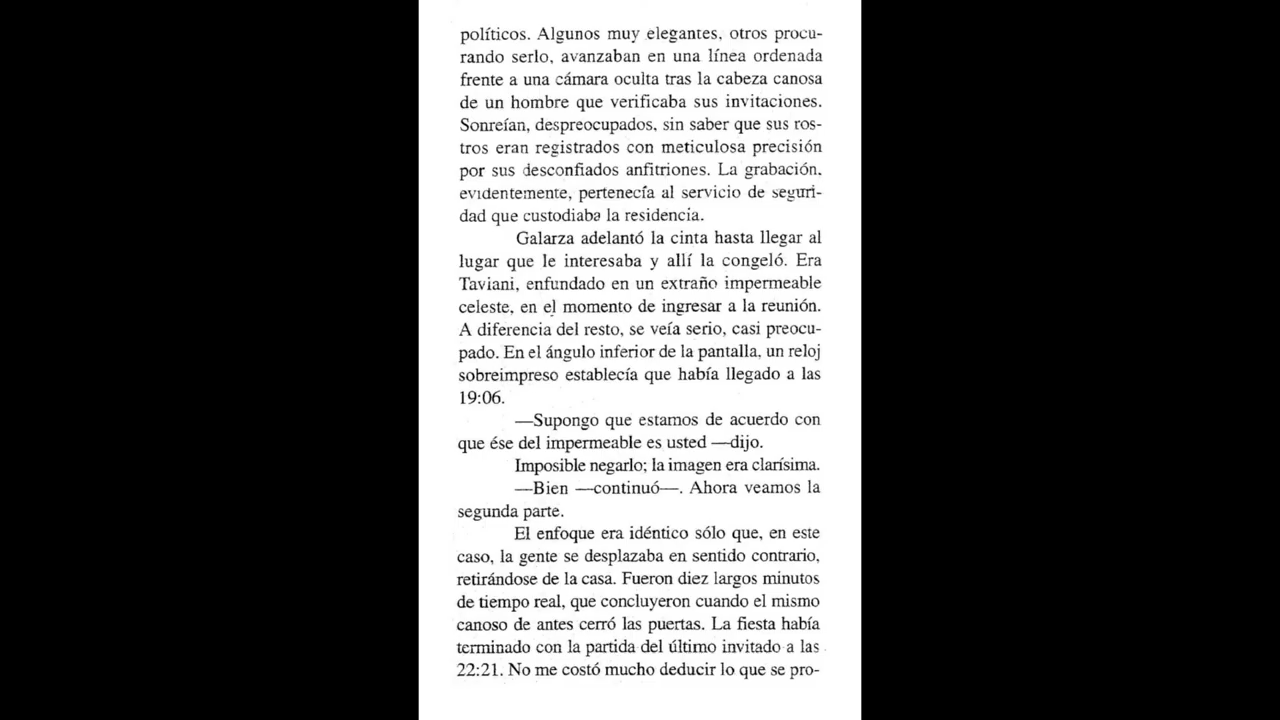 políticos. Algunos muy elegantes, otros procu-
rando serlo, avanzaban en una línea ordenada
frente a una cámara oculta tras la cabeza canosa
de un hombre que verificaba sus invitaciones.
Sonreían, despreocupados, sin saber que sus ros-
tros eran registrados con meticulosa precisión
por sus desconfiados anfitriones. La grabación,
evidentemente, pertenecía al servicio de seguri-
dad que custodiaba la residencia.
Galarza adelantó la cinta hasta llegar al
lugar que le interesaba y allí la congeló. Era
Taviani, enfundado en un extraño impermeable
celeste, en el momento de ingresar a la reunión.
A diferencia del resto, se veía serio, casi preocu-
pado. En el ángulo inferior de la pantalla, un reloj
sobreimpreso establecía que había llegado a las
19:06.
—Supongo que estamos de acuerdo con
que ése del impermeable es usted —dijo.
Imposible negarlo; la imagen era clarísima.
—Bien —continuó—. Ahora veamos la
segunda parte.
El enfoque era idéntico sólo que, en este
caso, la gente se desplazaba en sentido contrario,
retirándose de la casa. Fueron diez largos minutos
de tiempo real, que concluyeron cuando el mismo
canoso de antes cerró las puertas. La fiesta había
terminado con la partida del último invitado a las
22:21. No me costó mucho deducir lo que se pro-